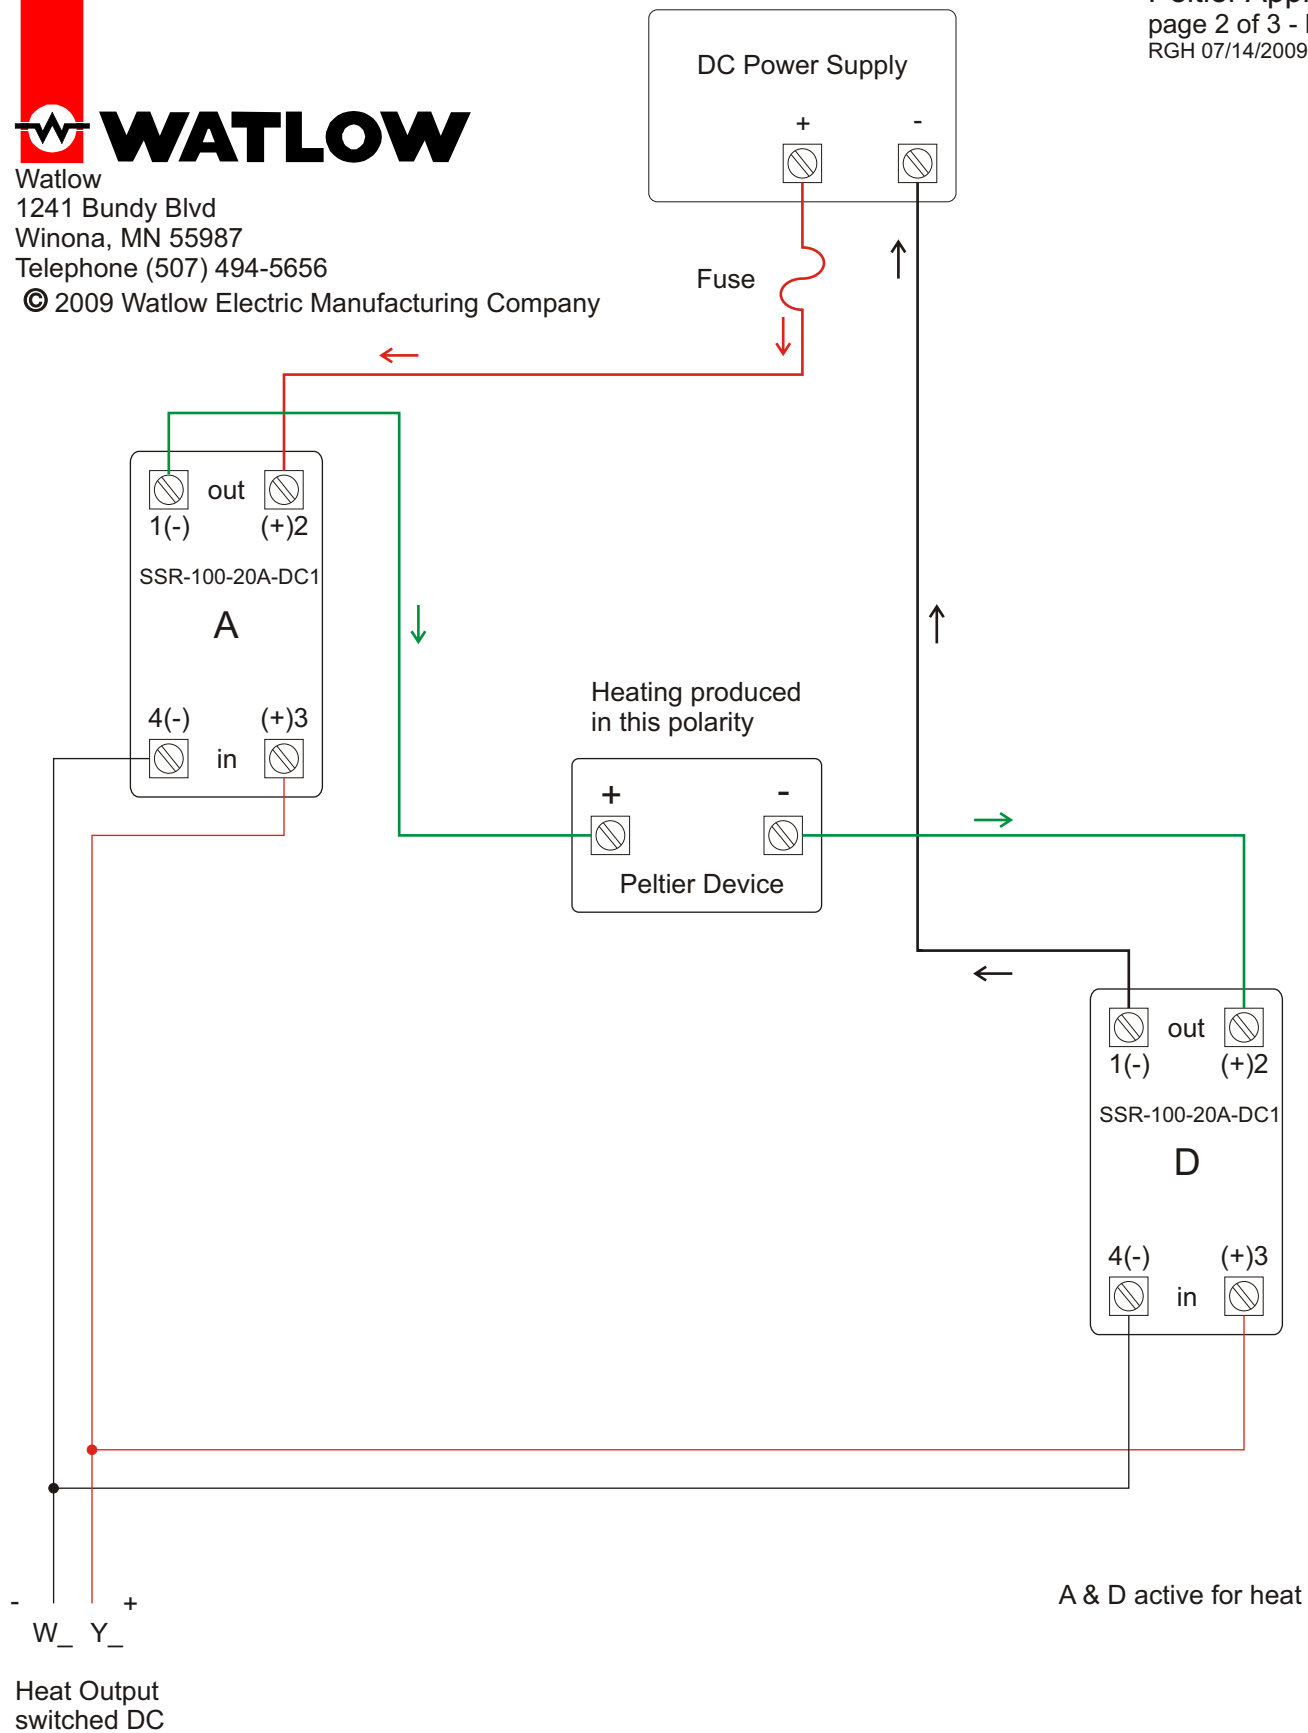 page 2 of 3 -
RGH 07/14/2009
WATLOW
Watlow
1241 Bundy Blvd
Winona, MN 55987
Telephone (507) 494-5656
© 2009 Watlow Electric Manufacturing Company
DC Power Supply
+ -
Fuse
out
1(-) (+)2
SSR-100-20A-DC1
A
4(-) (+)3
in
Heating produced
in this polarity
+ -
Peltier Device
out
1(-) (+)2
SSR-100-20A-DC1
D
4(-) (+)3
in
A & D active for heat
- +
W_ Y_
Heat Output
switched DC